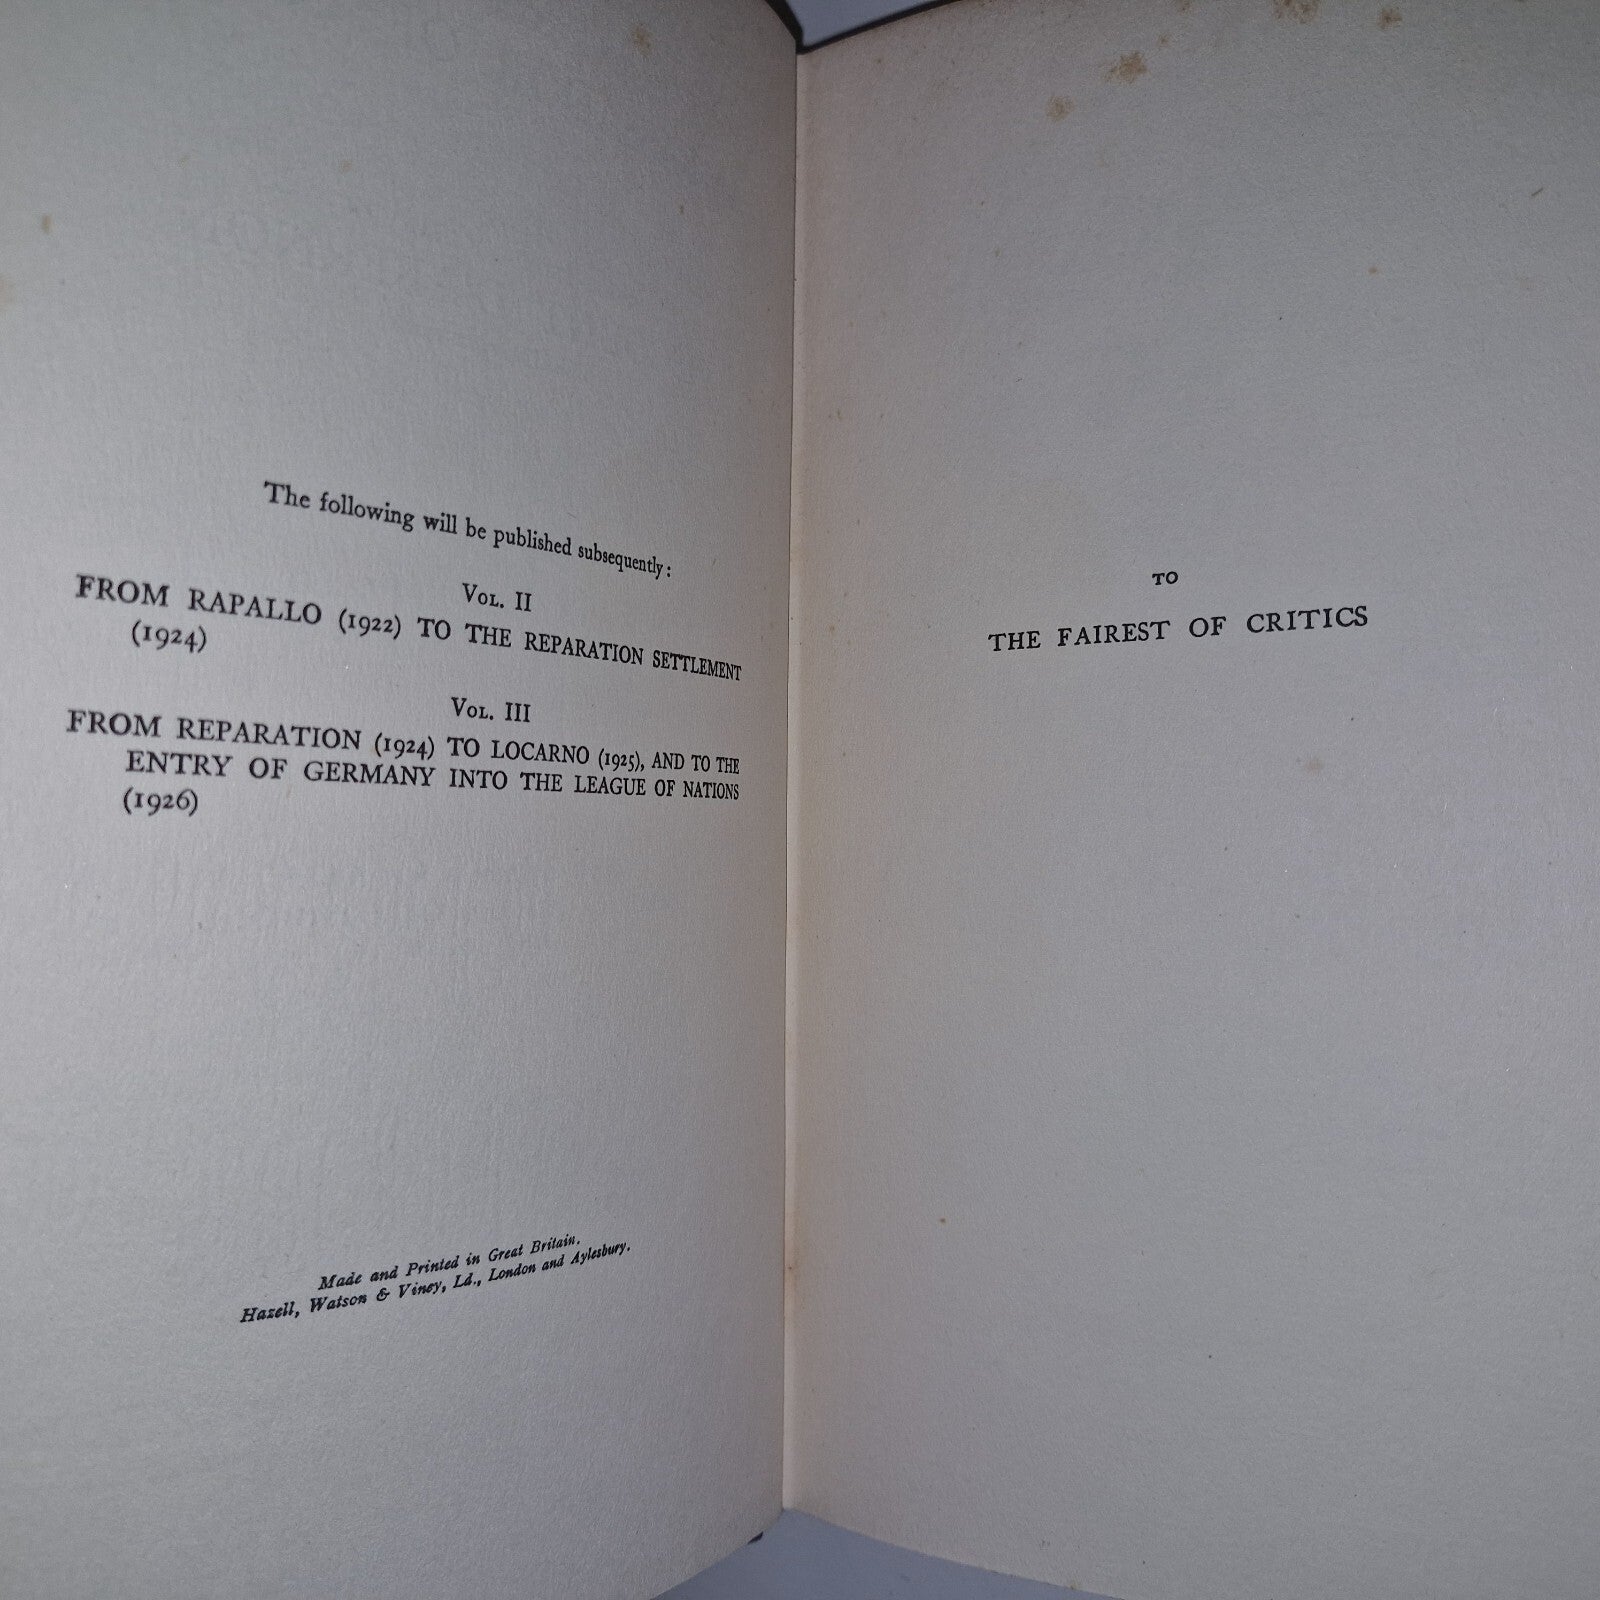 The following will be published subsequently:
Vol. II
FROM RAPALLO (1922) TO THE REPARATION SETTLEMENT
(1924)
Vol. III
FROM REPARATION (1924) TO LOCARNO (1925), AND TO THE
ENTRY OF GERMANY INTO THE LEAGUE OF NATIONS
(1926)
Made and Printed in Great Britain.
Hazell, Watson & Viney, Ld., London and Aylesbury.
TO
THE FAIREST OF CRITICS